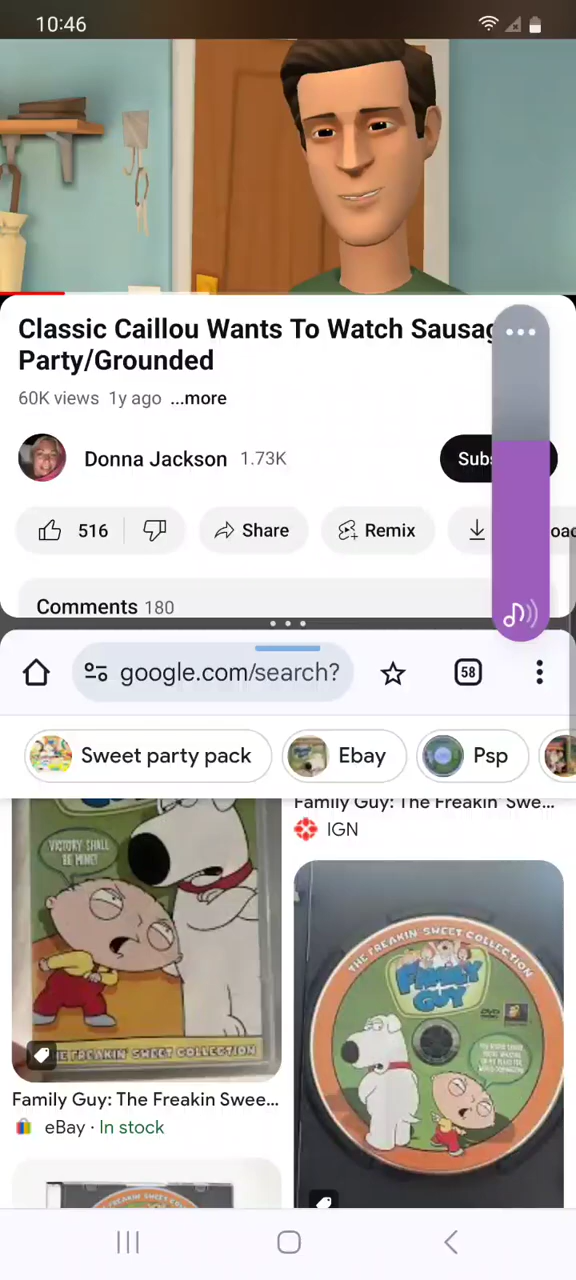 10:46
Classic Caillou Wants To Watch Sausag
Party/Grounded
60K views 1y ago ...more
Donna Jackson 1.73K
Subs
516
Share
Remix
oad
Comments 180
google.com/search?
58
Sweet party pack
Ebay
Psp
Family Guy: The Freakin' Swe...
IGN
VICTORY SHALL
BE MINE!
THE FREAKIN' SWEET COLLECTION
Family Guy: The Freakin Swee...
eBay · In stock
THE FREAKIN' SWEET COLLECTION
FAMILY
GUY
DVD